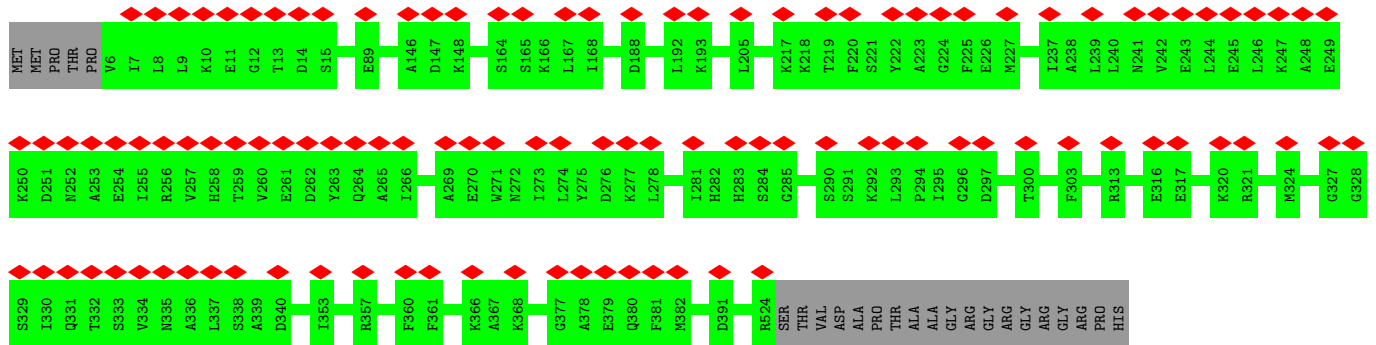 MET MET PRO THR PRO V6 I7 L8 L9 K10 E11 G12 T13 D14 S15 E89 A146 D147 K148 S164 S165 K166 L167 I168 D188 L192 K193 L205 K217 K218 T219 F220 S221 Y222 A223 G224 F225 E226 M227 I237 A238 L239 L240 N241 V242 E243 L244 E245 L246 K247 A248 E249
K250 D251 N252 A253 E254 I255 R256 V257 H258 T259 V260 E261 D262 Y263 Q264 A265 I266 A269 E270 W271 N272 I273 L274 Y275 D276 K277 L278 I281 H282 H283 S284 G285 S290 S291 K292 L293 P294 I295 G296 D297 T300 F303 R313 E316 E317 K320 R321 M324 G327 G328
S329 I330 Q331 T332 S333 V334 N335 A336 L337 S338 A339 D340 I353 R357 F360 F361 K366 A367 K368 G377 A378 E379 Q380 F381 M382 D391 R524 SER THR VAL ASP ALA PRO THR ALA ALA GLY ARG GLY ARG GLY ARG GLY ARG PRO HIS